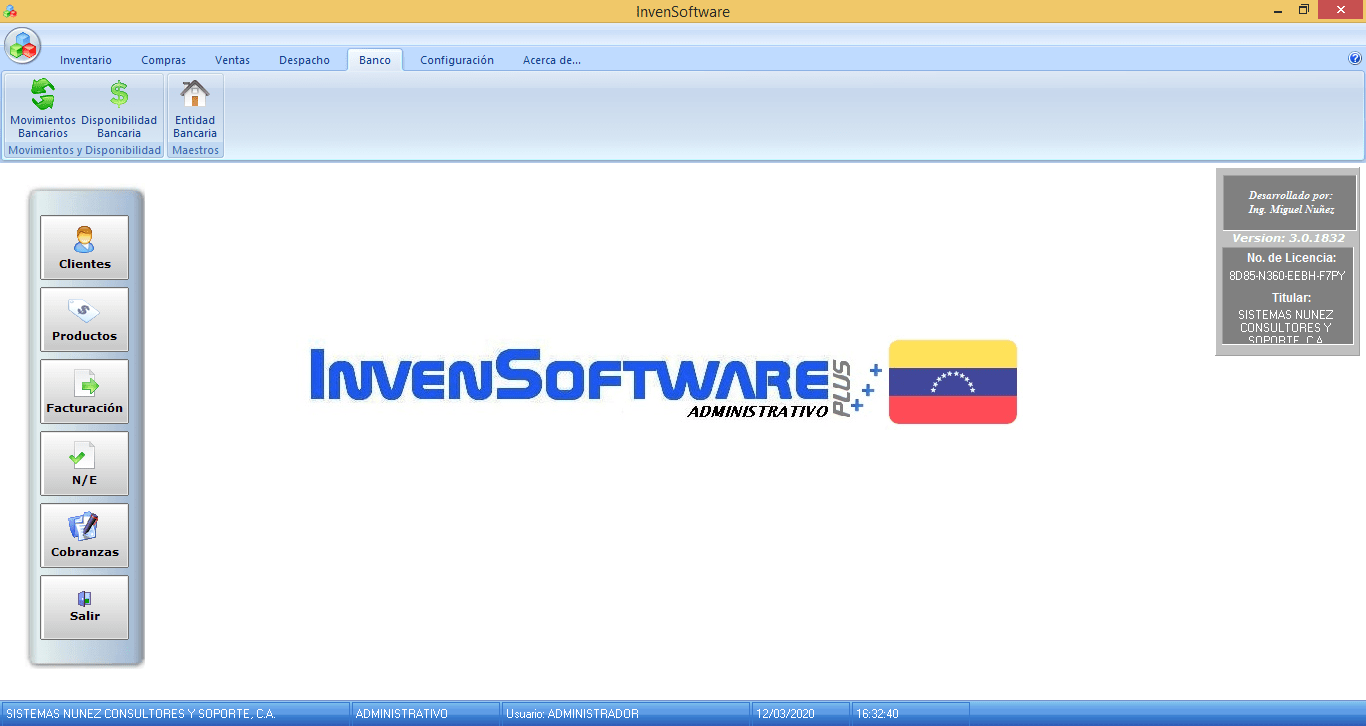 InvenSoftware
Inventario Compras Ventas Despacho Banco Configuración Acerca de...
Movimientos Bancarios
Disponibilidad Bancaria
Entidad Bancaria
Movimientos y Disponibilidad
Maestros
Clientes
Productos
Facturación
N/E
Cobranzas
Salir
INVENSOFTWARE
ADMINISTRATIVO
PLUS
Desarrollado por:
Ing. Miguel Nuñez
Version: 3.0.1832
No. de Licencia:
8D85-N360-EEBH-F7PY
Titular:
SISTEMAS NUNEZ
CONSULTORES Y
SOPORTE, C.A.
SISTEMAS NUNEZ CONSULTORES Y SOPORTE, C.A. ADMINISTRATIVO Usuario: ADMINISTRADOR 12/03/2020 16:32:40